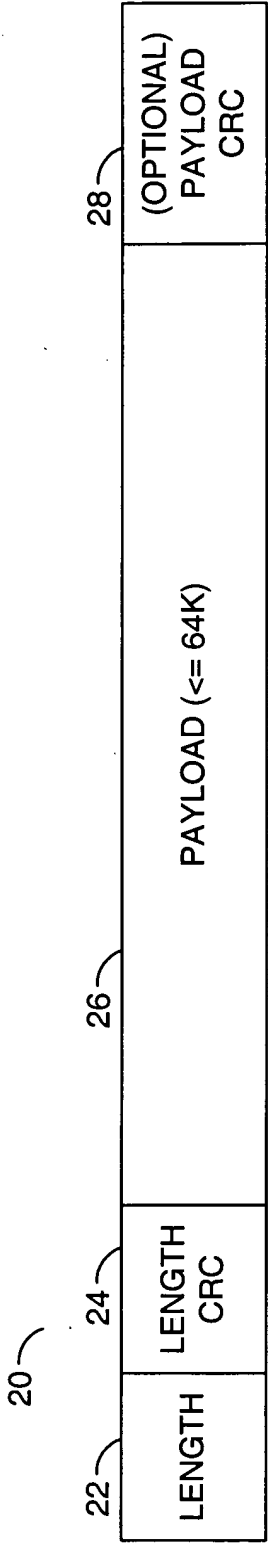 20
22
LENGTH
24
LENGTH
CRC
26
PAYLOAD (<= 64K)
28
(OPTIONAL)
PAYLOAD
CRC